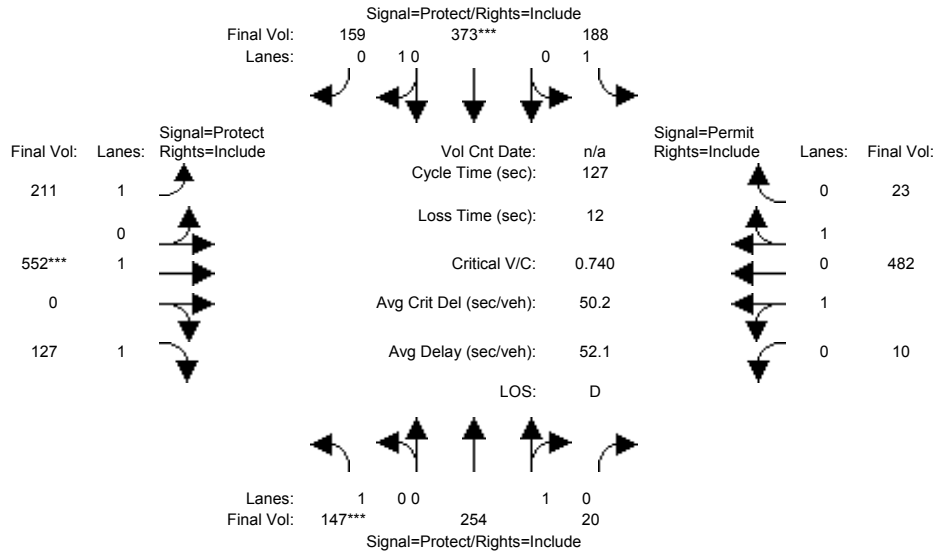 Signal=Protect/Rights=Include
Final Vol: 159 373*** 188
Lanes: 0 1 0 0 1
Signal=Protect Signal=Permit
Final Vol: Lanes: Rights=Include Vol Cnt Date: n/a Rights=Include Lanes: Final Vol:
Cycle Time (sec): 127
211 1 0 23
Loss Time (sec): 12
0 1
552*** 1 Critical V/C: 0.740 0 482
0 0 Avg Crit Del (sec/veh): 50.2 1
127 1 Avg Delay (sec/veh): 52.1 0 10
LOS: D
Lanes: 1 0 0 1 0
Final Vol: 147*** 254 20
Signal=Protect/Rights=Include